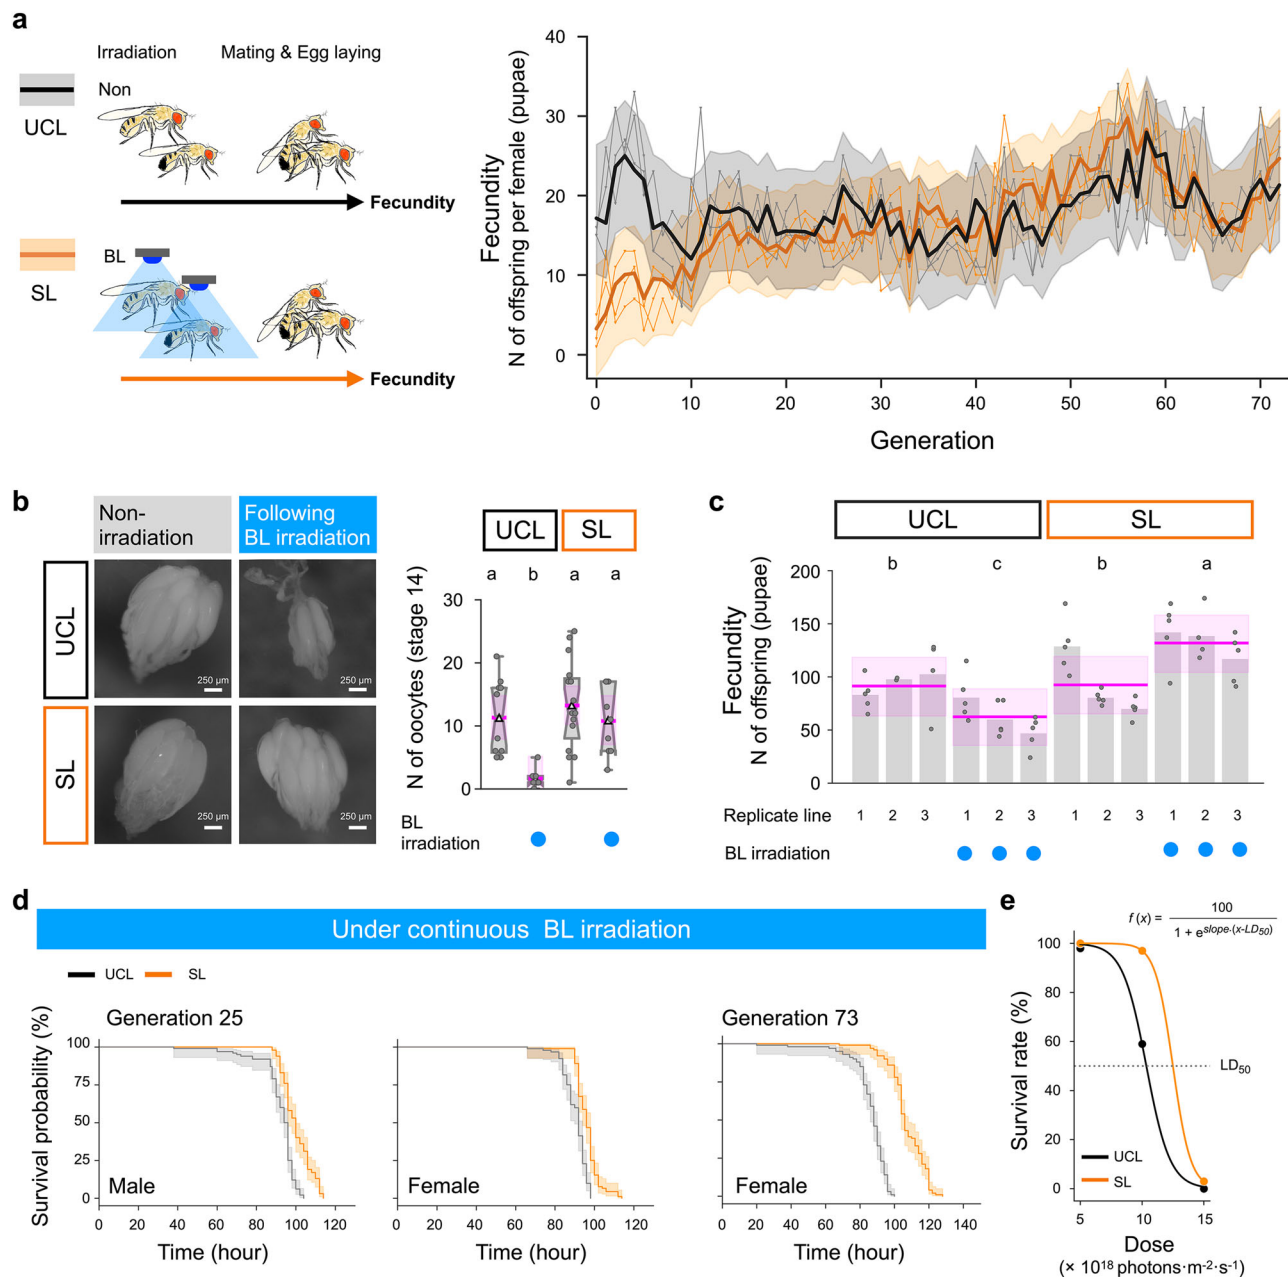 a
Irradiation
Mating & Egg laying
Non
UCL
Fecundity
BL
SL
Fecundity
Fecundity
N of offspring per female (pupae)
40
30
20
10
0
0 10 20 30 40 50 60 70
Generation
b
Non-
irradiation
Following
BL irradiation
UCL
SL
250 µm
250 µm
250 µm
250 µm
UCL SL
a b a a
N of oocytes (stage 14)
30
20
10
0
BL
irradiation
c
UCL SL
b c b a
Fecundity
N of offspring (pupae)
200
150
100
50
0
Replicate line 1 2 3 1 2 3 1 2 3 1 2 3
BL irradiation
d
Under continuous BL irradiation
UCL SL
Generation 25
Generation 73
Survival probability (%)
100
75
50
25
0
Male
Female
Female
0 20 40 60 80 100 120
0 20 40 60 80 100 120
0 20 40 60 80 100 120 140
Time (hour)
Time (hour)
Time (hour)
e
f (x) = 100
1 + e^slope·(x-LD50)
Survival rate (%)
100
80
60
40
20
0
LD50
UCL
SL
5 10 15
Dose
(× 10¹⁸ photons·m⁻²·s⁻¹)